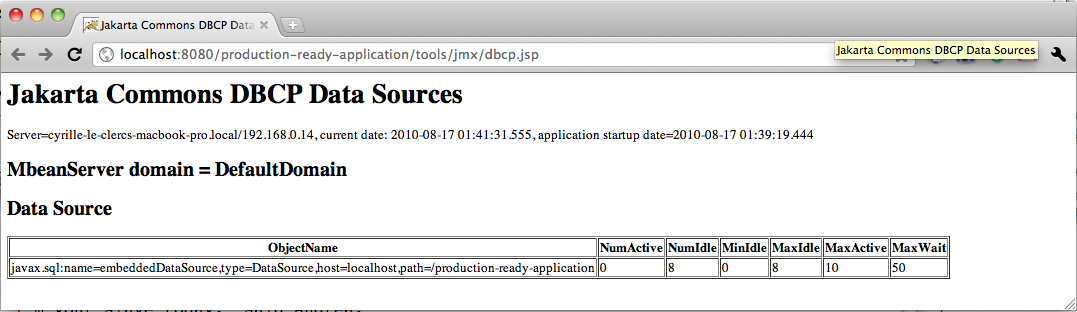 Jakarta Commons DBCP Data
localhost:8080/production-ready-application/tools/jmx/dbcp.jsp
Jakarta Commons DBCP Data Sources
Jakarta Commons DBCP Data Sources
Server=cyrille-le-clercs-macbook-pro.local/192.168.0.14, current date: 2010-08-17 01:41:31.555, application startup date=2010-08-17 01:39:19.444
MbeanServer domain = DefaultDomain
Data Source
ObjectName NumActive NumIdle MinIdle MaxIdle MaxActive MaxWait
javax.sql:name=embeddedDataSource,type=DataSource,host=localhost,path=/production-ready-application 0 8 0 8 10 50